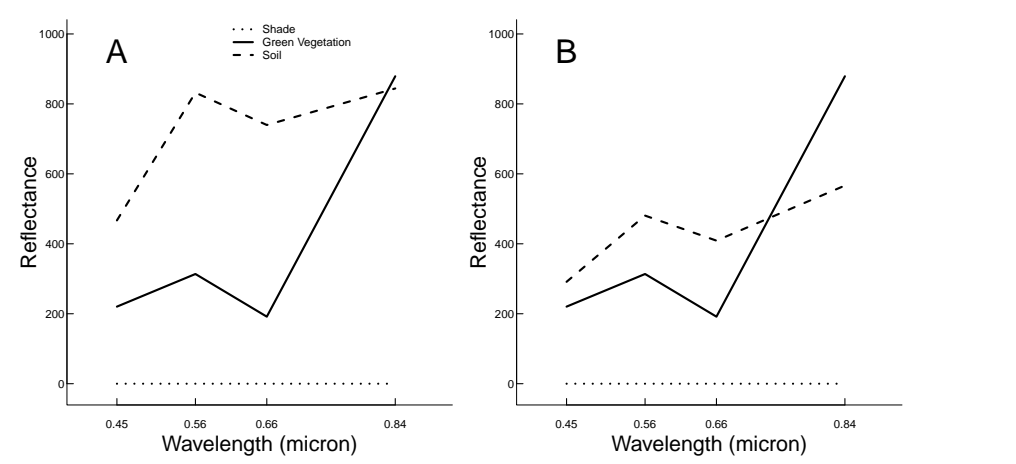 A
Shade
Green Vegetation
Soil
1000
800
600
400
200
0
Reflectance
0.45 0.56 0.66 0.84
Wavelength (micron)
B
1000
800
600
400
200
0
Reflectance
0.45 0.56 0.66 0.84
Wavelength (micron)